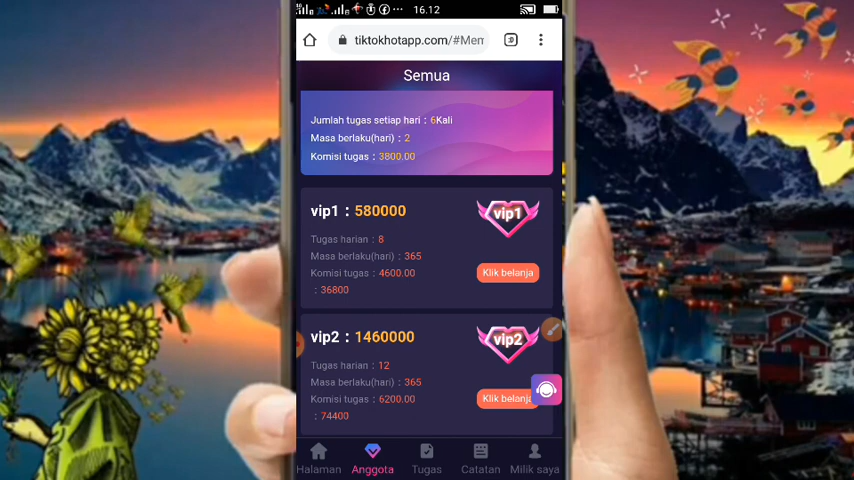 16.12
tiktokhotapp.com/#Mem
Semua
Jumlah tugas setiap hari : 6Kali
Masa berlaku(hari) : 2
Komisi tugas : 3800.00
vip1 : 580000
vip1
Tugas harian : 8
Masa berlaku(hari) : 365
Komisi tugas : 4600.00
Klik belanja
: 36800
vip2 : 1460000
vip2
Tugas harian : 12
Masa berlaku(hari) : 365
Komisi tugas : 6200.00
Klik belanja
: 74400
Halaman
Anggota
Tugas
Catatan
Milik saya